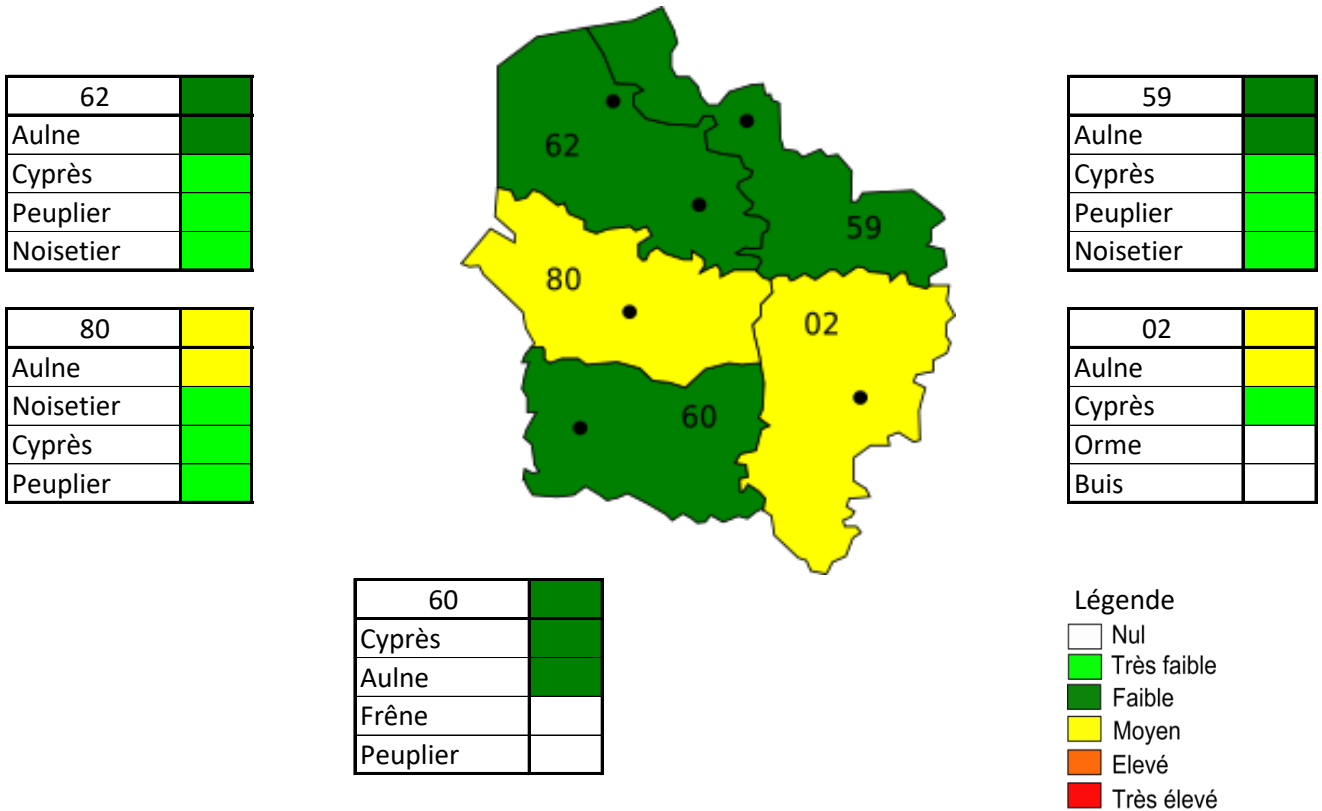 62
Aulne
Cyprès
Peuplier
Noisetier
80
Aulne
Noisetier
Cyprès
Peuplier
62
59
80
02
60
59
Aulne
Cyprès
Peuplier
Noisetier
02
Aulne
Cyprès
Orme
Buis
60
Cyprès
Aulne
Frêne
Peuplier
Légende
Nul
Très faible
Faible
Moyen
Elevé
Très élevé